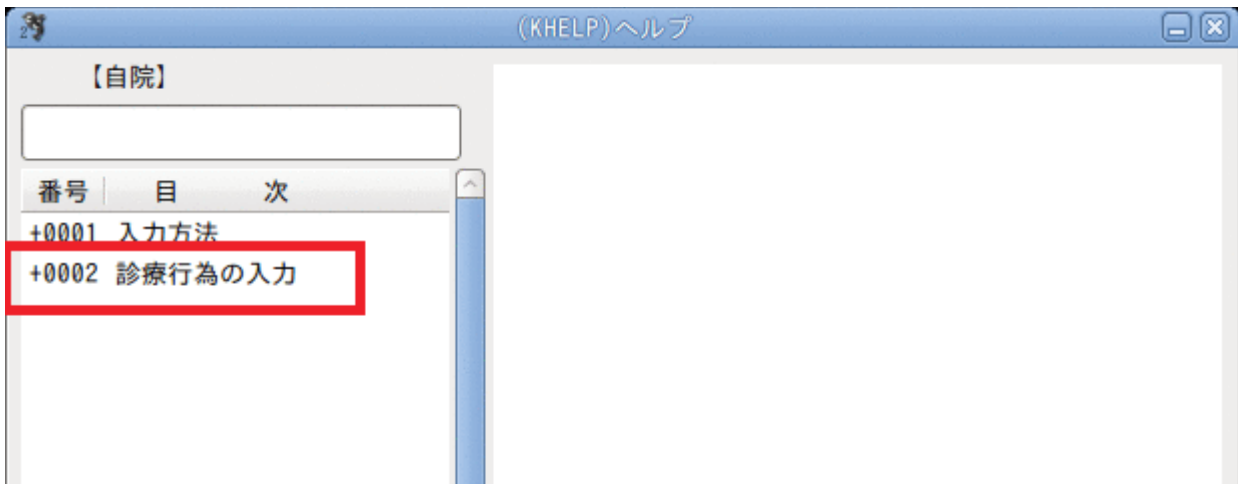 (KHELP)ヘルプ
【自院】
番号 目 次
+0001 入力方法
+0002 診療行為の入力